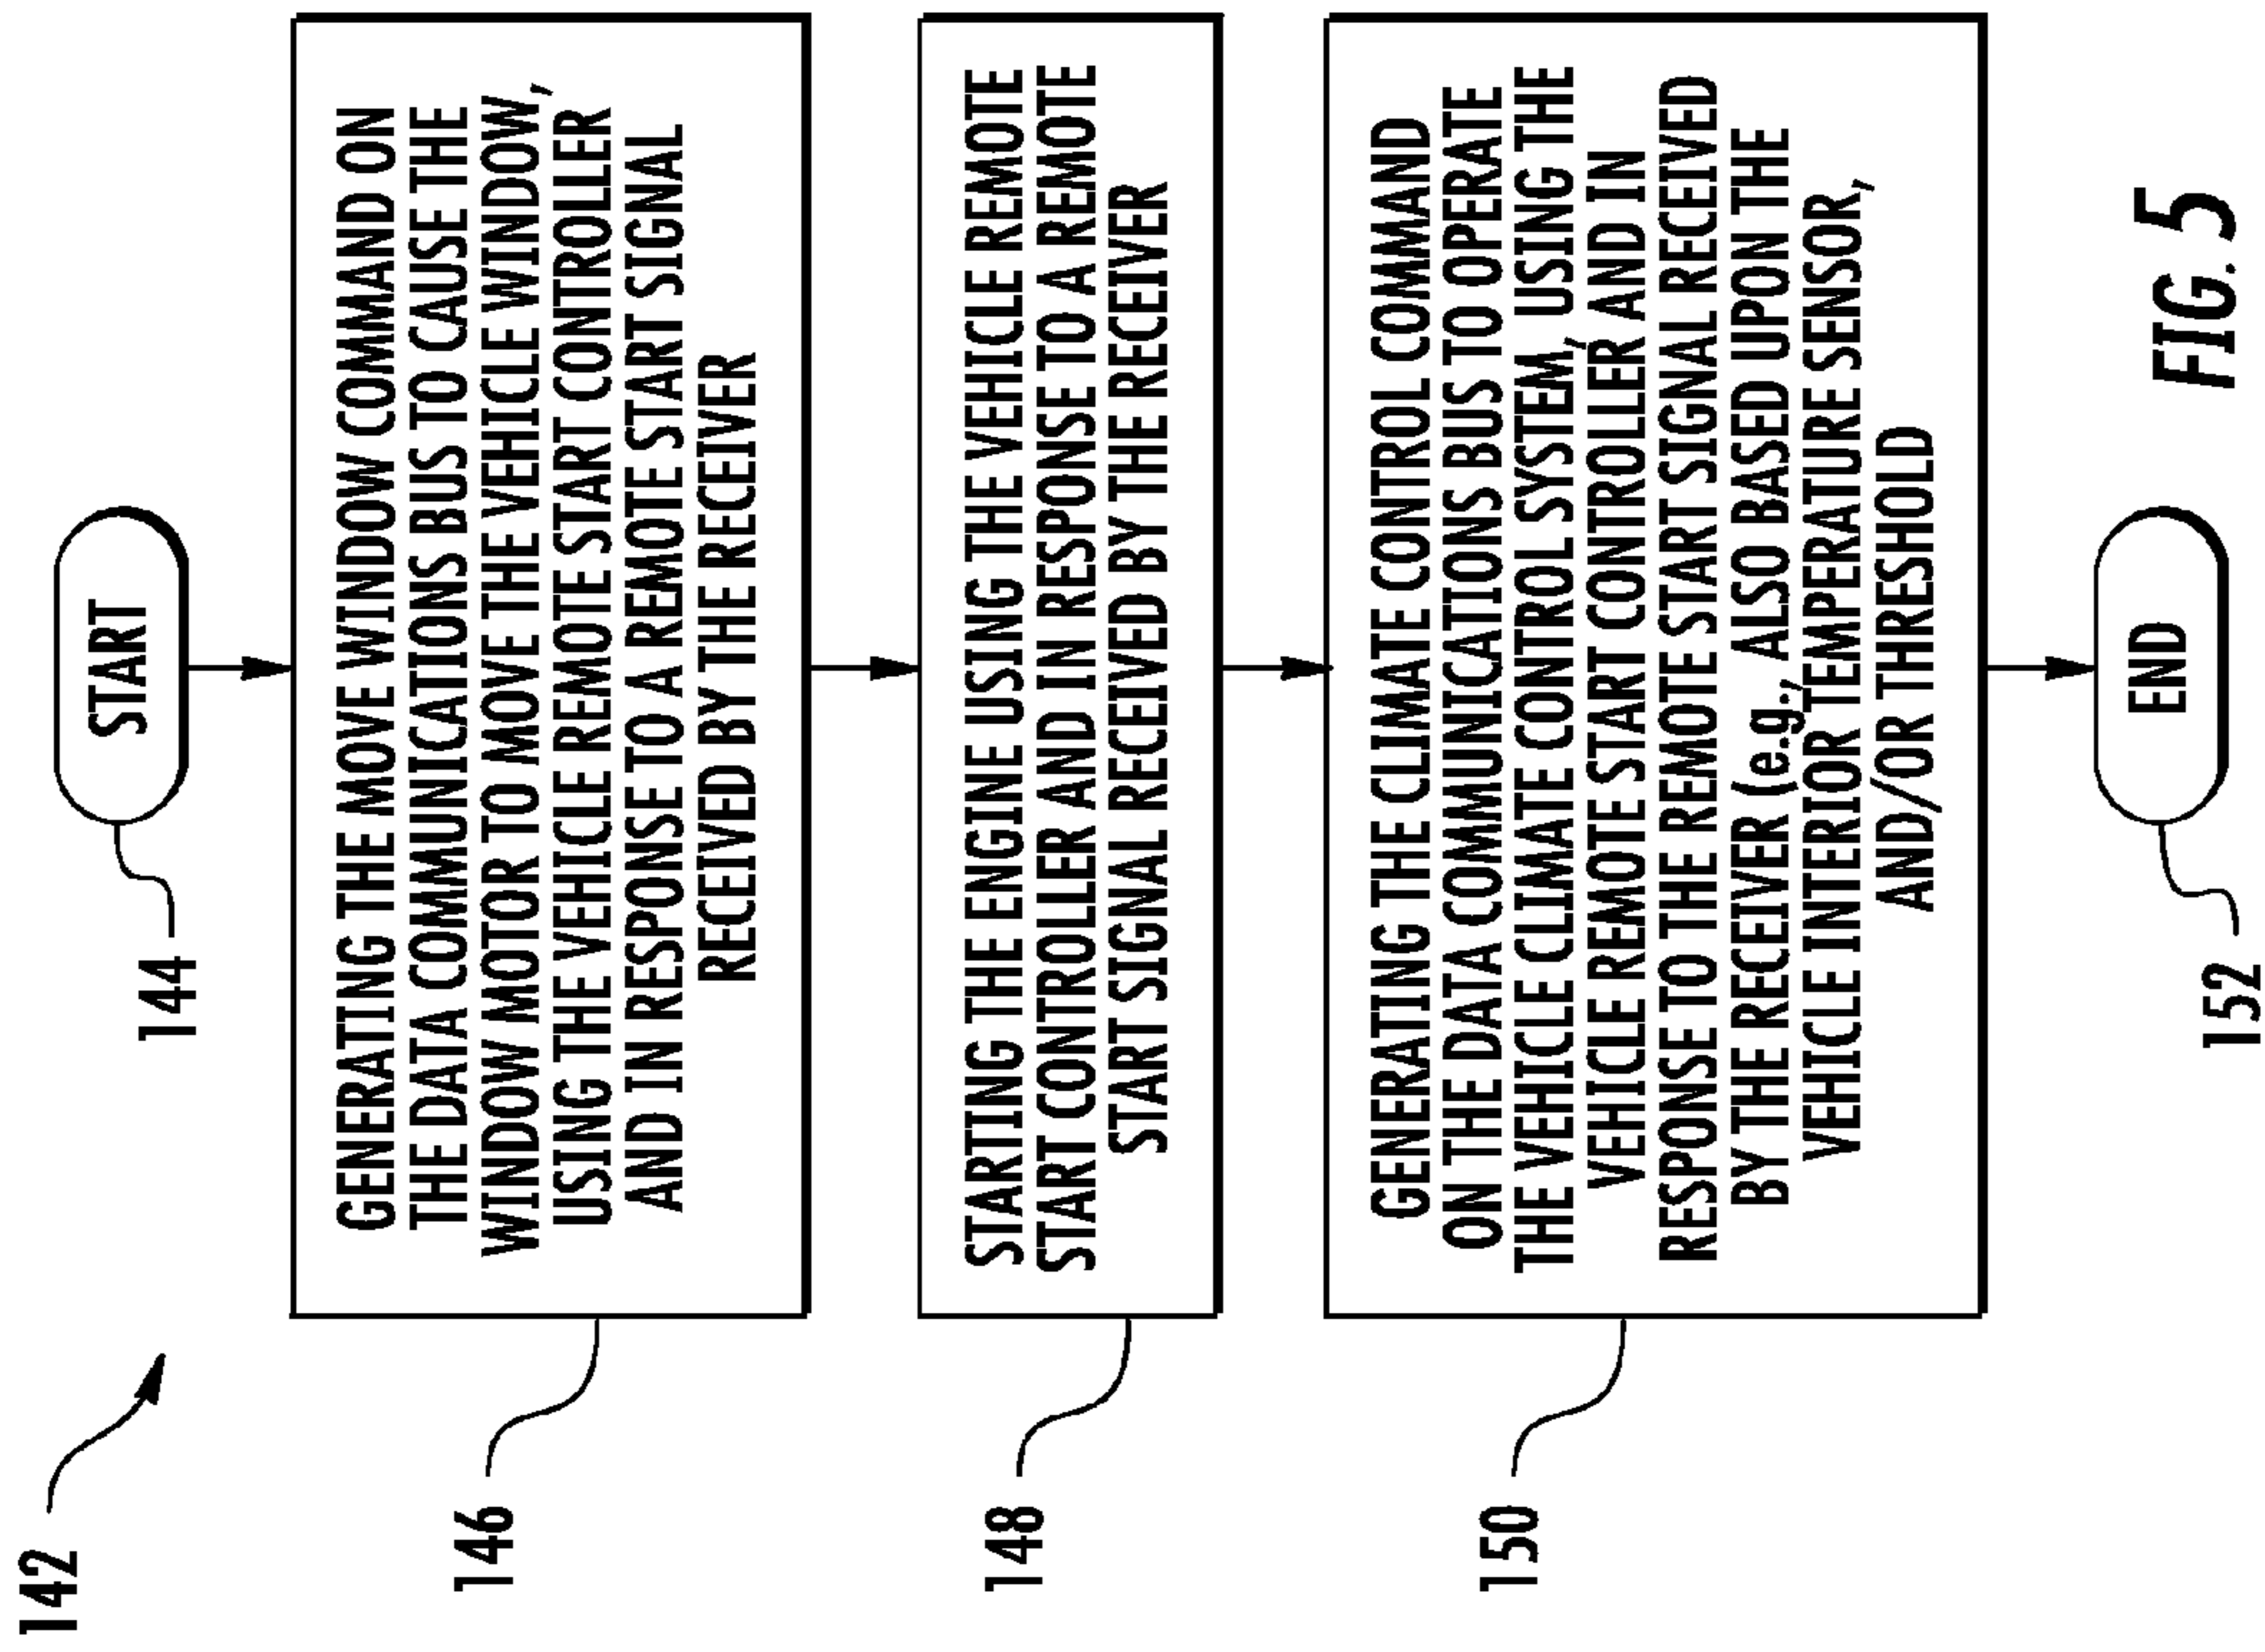 142
START
144
GENERATING THE MOVE WINDOW COMMAND ON
THE DATA COMMUNICATIONS BUS TO CAUSE THE
WINDOW MOTOR TO MOVE THE VEHICLE WINDOW,
USING THE VEHICLE REMOTE START CONTROLLER
AND IN RESPONSE TO A REMOTE START SIGNAL
RECEIVED BY THE RECEIVER
146
STARTING THE ENGINE USING THE VEHICLE REMOTE
START CONTROLLER AND IN RESPONSE TO A REMOTE
START SIGNAL RECEIVED BY THE RECEIVER
148
GENERATING THE CLIMATE CONTROL COMMAND
ON THE DATA COMMUNICATIONS BUS TO OPERATE
THE VEHICLE CLIMATE CONTROL SYSTEM, USING THE
VEHICLE REMOTE START CONTROLLER AND IN
RESPONSE TO THE REMOTE START SIGNAL RECEIVED
BY THE RECEIVER (e.g., ALSO BASED UPON THE
VEHICLE INTERIOR TEMPERATURE SENSOR,
AND/OR THRESHOLD
150
END
152
FIG. 5